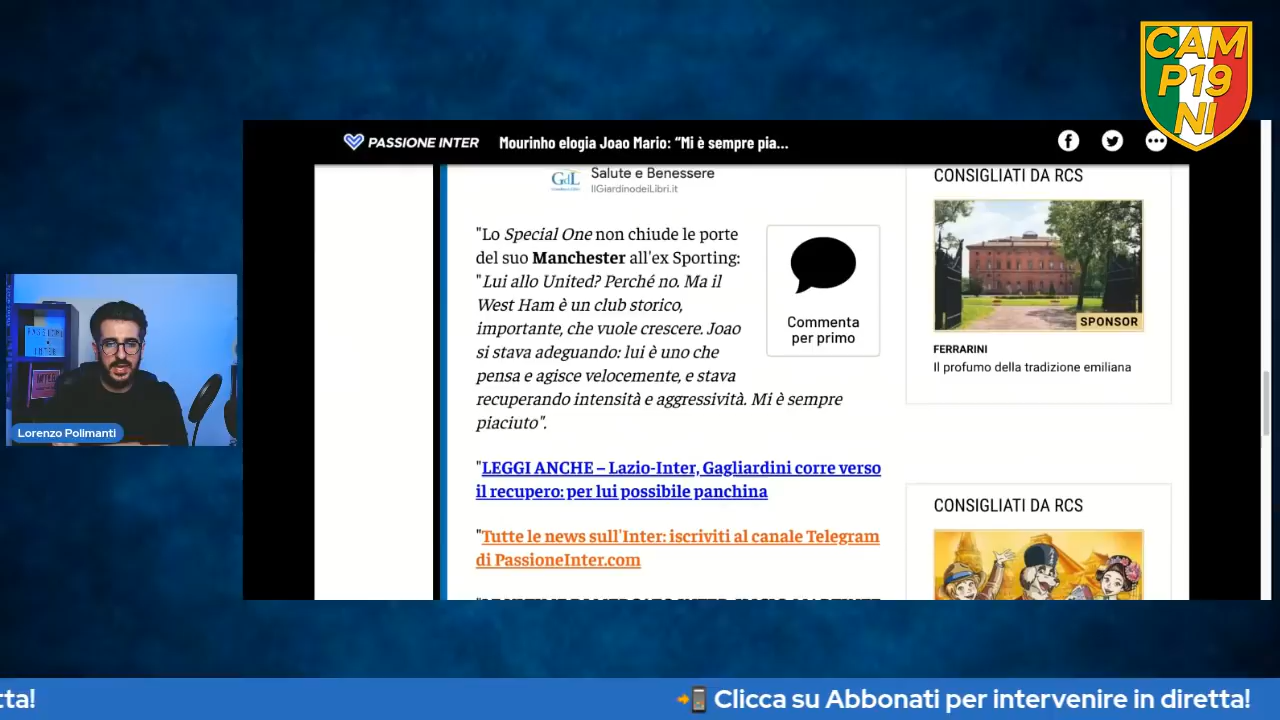 CAM
P19
NI
PASSIONE INTER
Mourinho elogia Joao Mario: “Mi è sempre pia...
Salute e Benessere
GdL
IlGiardinodeiLibri.it
"Lo Special One non chiude le porte
del suo Manchester all'ex Sporting:
"Lui allo United? Perché no. Ma il
West Ham è un club storico,
importante, che vuole crescere. Joao
si stava adeguando: lui è uno che
pensa e agisce velocemente, e stava
recuperando intensità e aggressività. Mi è sempre
piaciuto".
Commenta
per primo
"LEGGI ANCHE – Lazio-Inter, Gagliardini corre verso
il recupero: per lui possibile panchina
"Tutte le news sull'Inter: iscriviti al canale Telegram
di PassioneInter.com
CONSIGLIATI DA RCS
SPONSOR
FERRARINI
Il profumo della tradizione emiliana
CONSIGLIATI DA RCS
PASSIONE
INTER
Lorenzo Polimanti
tta!
Clicca su Abbonati per intervenire in diretta!